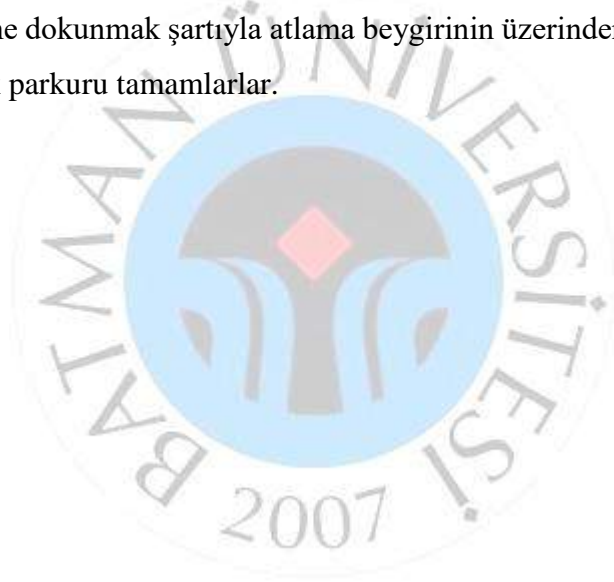 ne dokunmak şartıyla atlama beygirinin üzerinden
parkuru tamamlarlar.
BATMAN ÜNİVERSİTESİ
2007